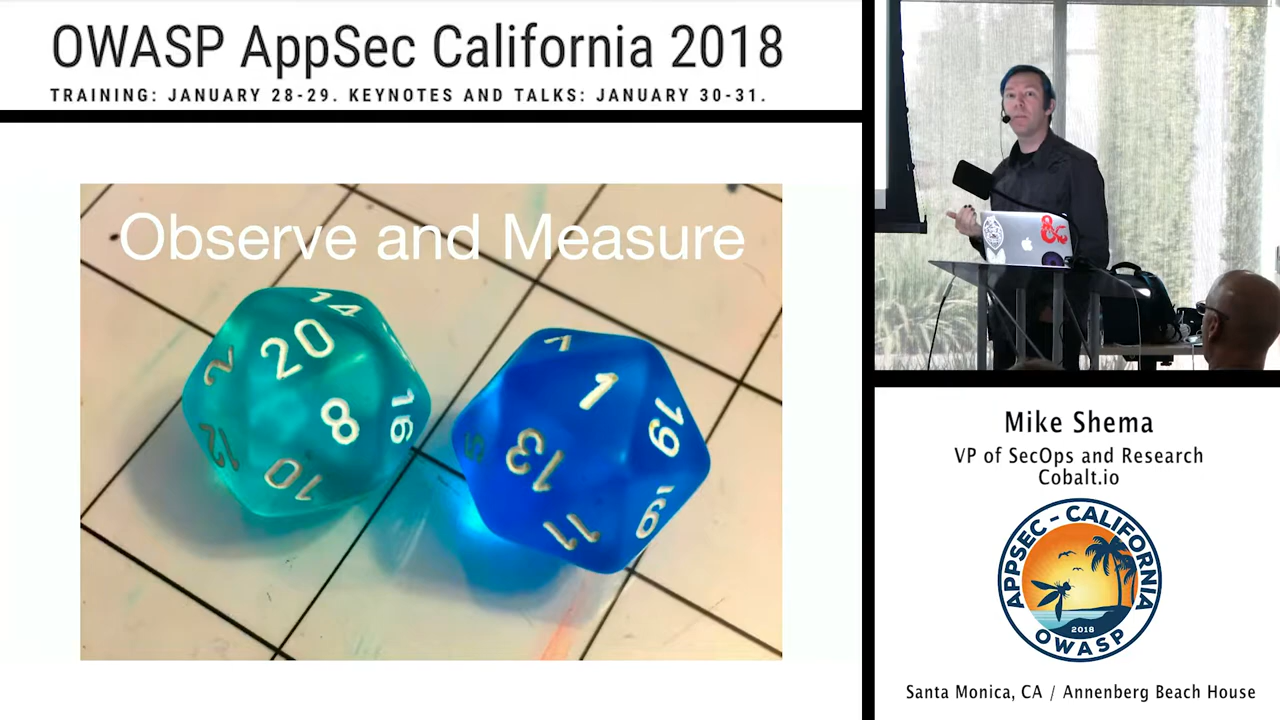 OWASP AppSec California 2018
TRAINING: JANUARY 28-29. KEYNOTES AND TALKS: JANUARY 30-31.
Observe and Measure
14
20
2
8
16
12
10
1
19
13
9
11
Mike Shema
VP of SecOps and Research
Cobalt.io
APPSEC - CALIFORNIA
2018
OWASP
Santa Monica, CA / Annenberg Beach House